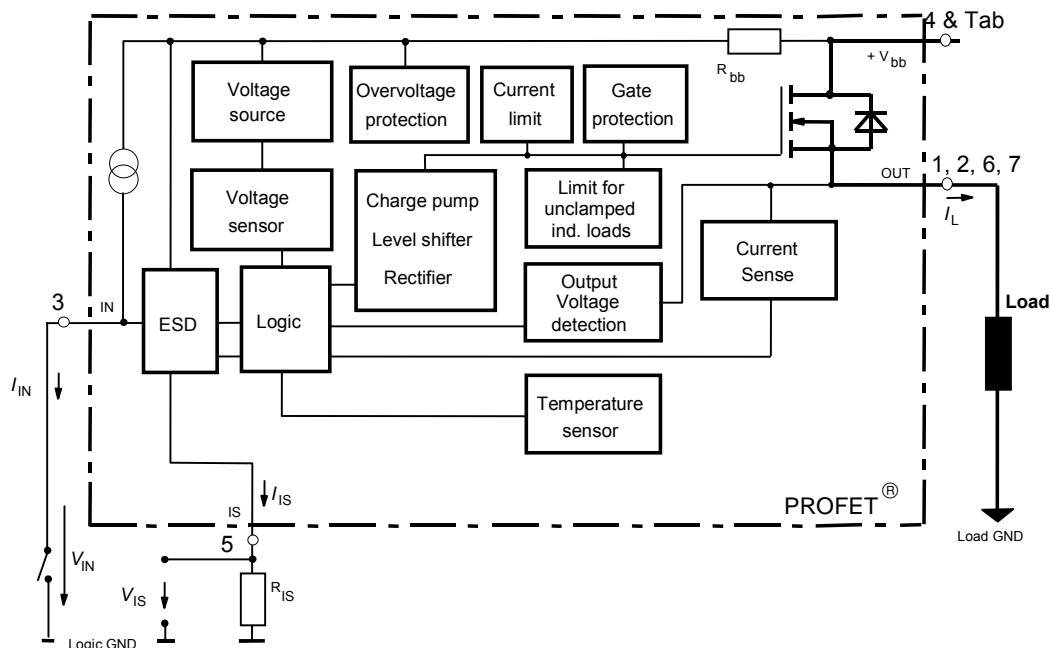 4 & Tab
R bb
+ V bb
Voltage
source
Overvoltage
protection
Current
limit
Gate
protection
Voltage
sensor
Charge pump
Level shifter
Rectifier
Limit for
unclamped
ind. loads
OUT
1, 2, 6, 7
I L
Current
Sense
3
IN
ESD
Logic
Output
Voltage
detection
Load
I IN
Temperature
sensor
I IS
IS
PROFET ®
Load GND
5
V IN
V IS
R IS
Logic GND